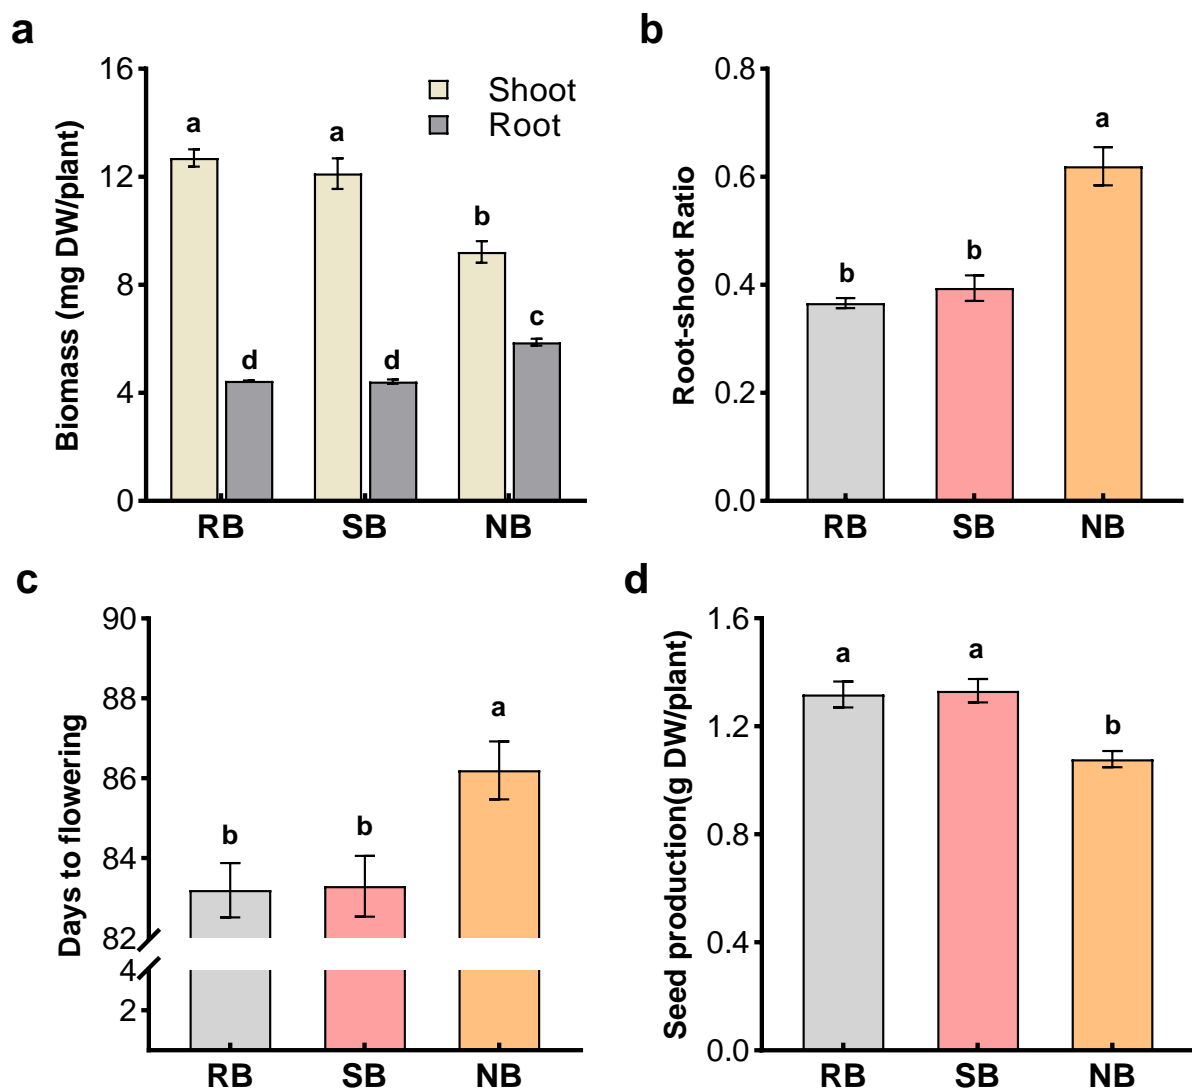 a
Biomass (mg DW/plant)
16
12
8
4
0
Shoot
Root
a
d
a
d
b
c
RB SB NB
b
Root-shoot Ratio
0.8
0.6
0.4
0.2
0.0
b
b
a
RB SB NB
c
Days to flowering
90
88
86
84
82
4
2
b
b
a
RB SB NB
d
Seed production(g DW/plant)
1.6
1.2
0.8
0.4
0.0
a
a
b
RB SB NB